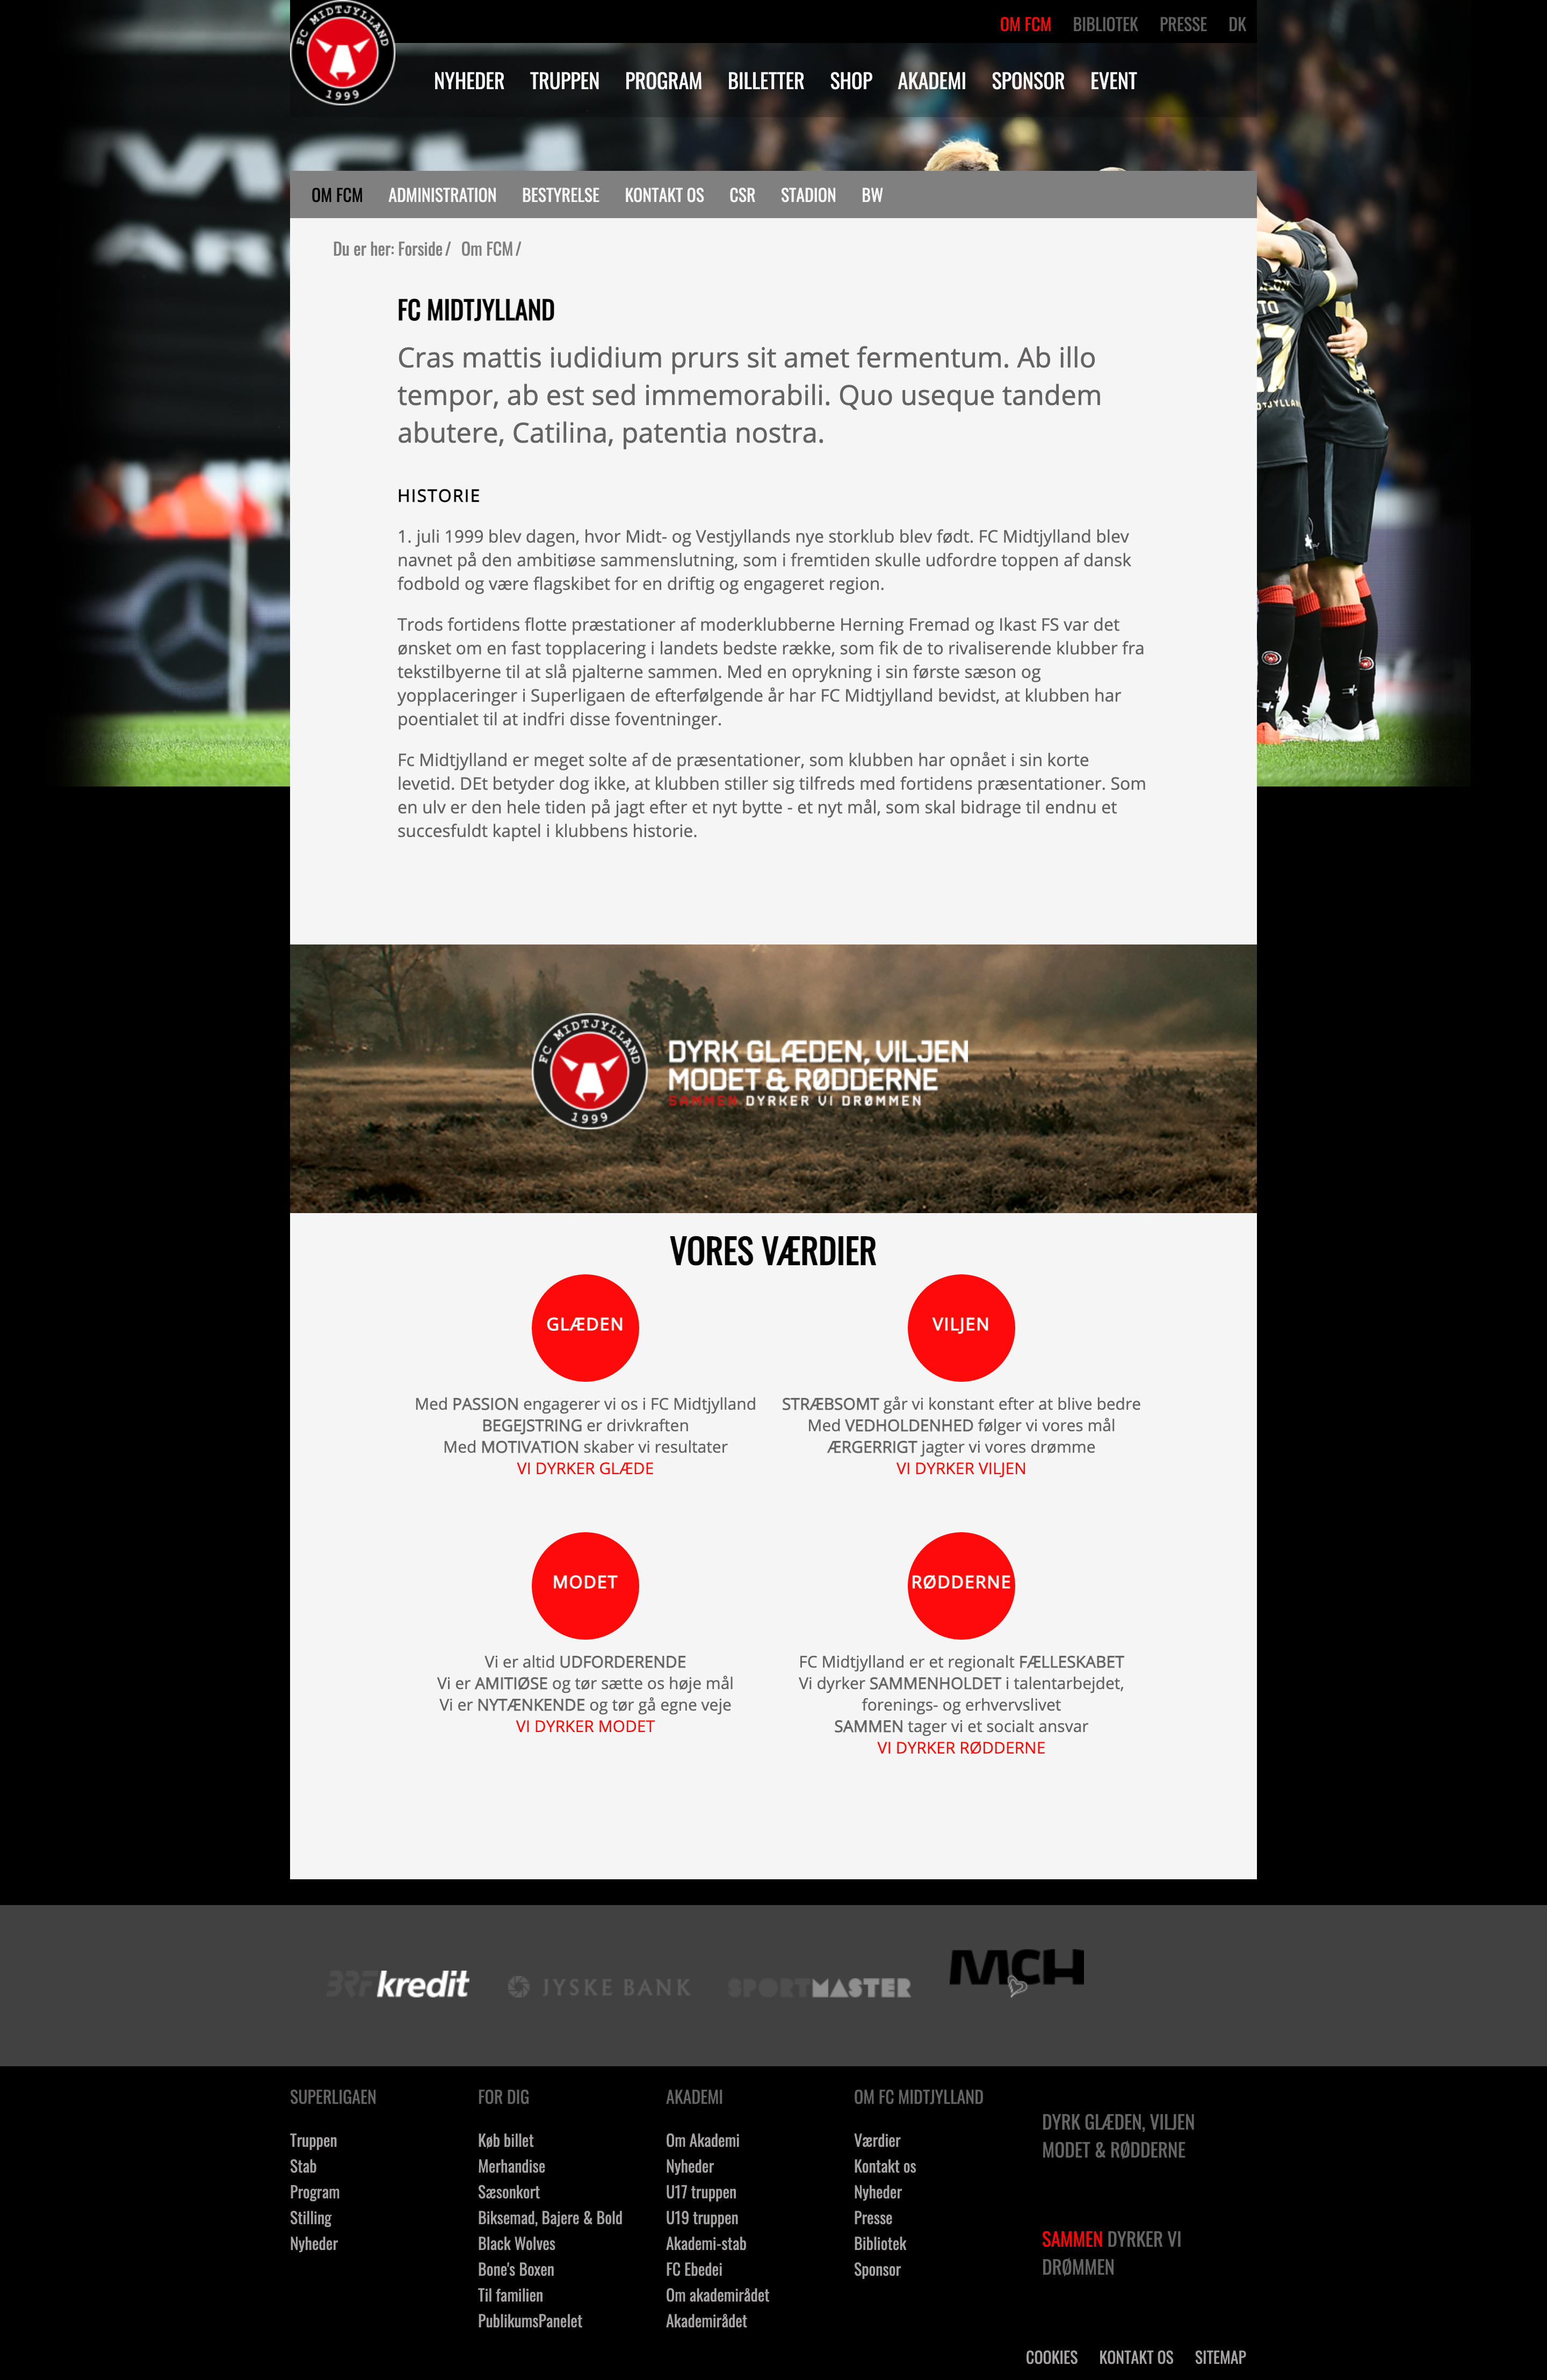 FC MIDTJYLLAND
1999
OM FCM BIBLIOTEK PRESSE DK
NYHEDER TRUPPEN PROGRAM BILLETTER SHOP AKADEMI SPONSOR EVENT
OM FCM ADMINISTRATION BESTYRELSE KONTAKT OS CSR STADION BW
Du er her: Forside / Om FCM /
FC MIDTJYLLAND
Cras mattis iudidium prurs sit amet fermentum. Ab illo
tempor, ab est sed immemorabili. Quo useque tandem
abutere, Catilina, patentia nostra.
HISTORIE
1. juli 1999 blev dagen, hvor Midt- og Vestjyllands nye storklub blev født. FC Midtjylland blev
navnet på den ambitiøse sammenslutning, som i fremtiden skulle udfordre toppen af dansk
fodbold og være flagskibet for en driftig og engageret region.
Trods fortidens flotte præstationer af moderklubberne Herning Fremad og Ikast FS var det
ønsket om en fast topplacering i landets bedste række, som fik de to rivaliserende klubber fra
tekstilbyerne til at slå pjalterne sammen. Med en oprykning i sin første sæson og
yopplaceringer i Superligaen de efterfølgende år har FC Midtjylland bevidst, at klubben har
poentialet til at indfri disse foventninger.
Fc Midtjylland er meget solte af de præsentationer, som klubben har opnået i sin korte
levetid. DEt betyder dog ikke, at klubben stiller sig tilfreds med fortidens præsentationer. Som
en ulv er den hele tiden på jagt efter et nyt bytte - et nyt mål, som skal bidrage til endnu et
succesfuldt kaptel i klubbens historie.
FC MIDTJYLLAND
1999
DYRK GLÆDEN, VILJEN
MODET & RØDDERNE
SAMMEN DYRKER VI DRØMMEN
VORES VÆRDIER
GLÆDEN
Med PASSION engagerer vi os i FC Midtjylland
BEGEJSTRING er drivkraften
Med MOTIVATION skaber vi resultater
VI DYRKER GLÆDE
VILJEN
STRÆBSOMT går vi konstant efter at blive bedre
Med VEDHOLDENHED følger vi vores mål
ÆRGERRIGT jagter vi vores drømme
VI DYRKER VILJEN
MODET
Vi er altid UDFORDERENDE
Vi er AMITIØSE og tør sætte os høje mål
Vi er NYTÆNKENDE og tør gå egne veje
VI DYRKER MODET
RØDDERNE
FC Midtjylland er et regionalt FÆLLESKABET
Vi dyrker SAMMENHOLDET i talentarbejdet,
forenings- og erhvervslivet
SAMMEN tager vi et socialt ansvar
VI DYRKER RØDDERNE
BRFkredit JYSKE BANK SPORTMASTER MCH
SUPERLIGAEN
Truppen
Stab
Program
Stilling
Nyheder
FOR DIG
Køb billet
Merhandise
Sæsonkort
Biksemad, Bajere & Bold
Black Wolves
Bone's Boxen
Til familien
PublikumsPanelet
AKADEMI
Om Akademi
Nyheder
U17 truppen
U19 truppen
Akademi-stab
FC Ebedei
Om akademirådet
Akademirådet
OM FC MIDTJYLLAND
Værdier
Kontakt os
Nyheder
Presse
Bibliotek
Sponsor
DYRK GLÆDEN, VILJEN
MODET & RØDDERNE
SAMMEN DYRKER VI
DRØMMEN
COOKIES KONTAKT OS SITEMAP